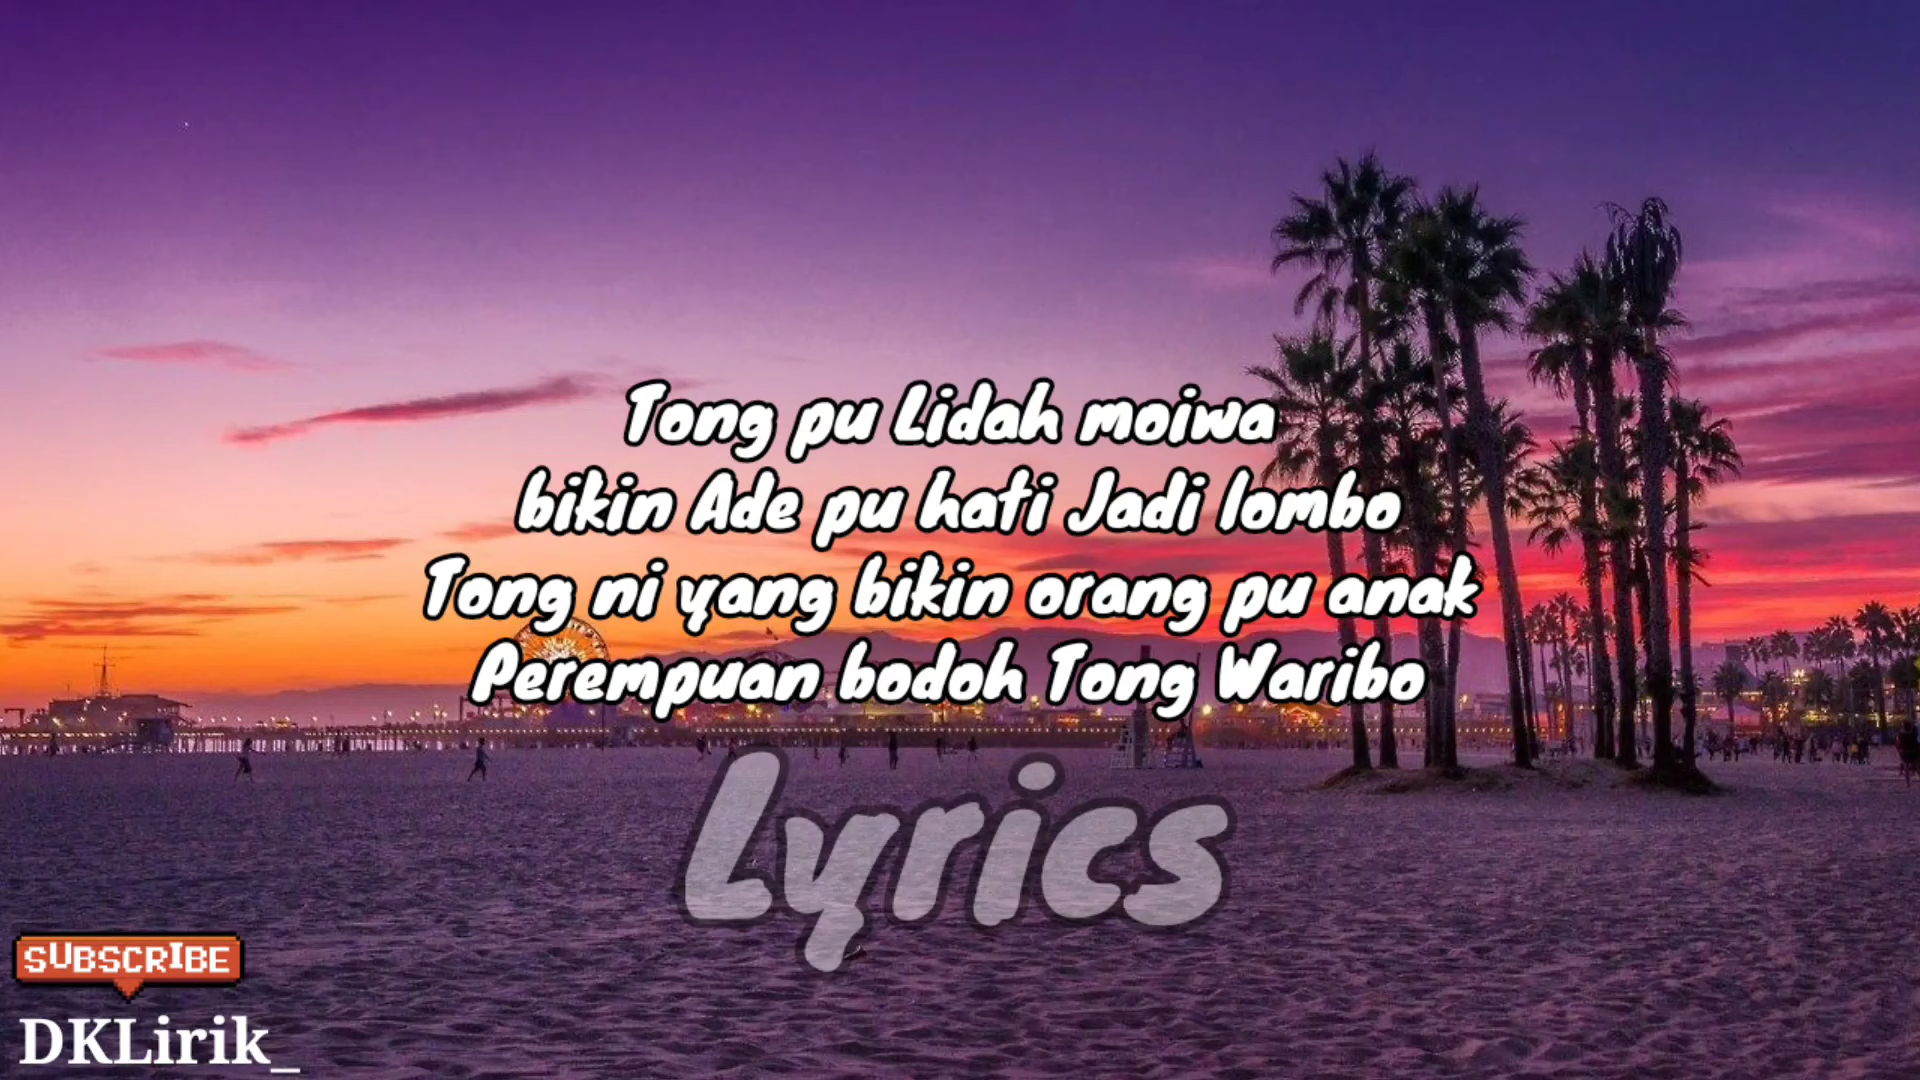 Tong pu Lidah moiwa
bikin Ade pu hati Jadi lombo
Tong ni yang bikin orang pu anak
Perempuan bodoh Tong Waribo
Lyrics
SUBSCRIBE
DKLirik_